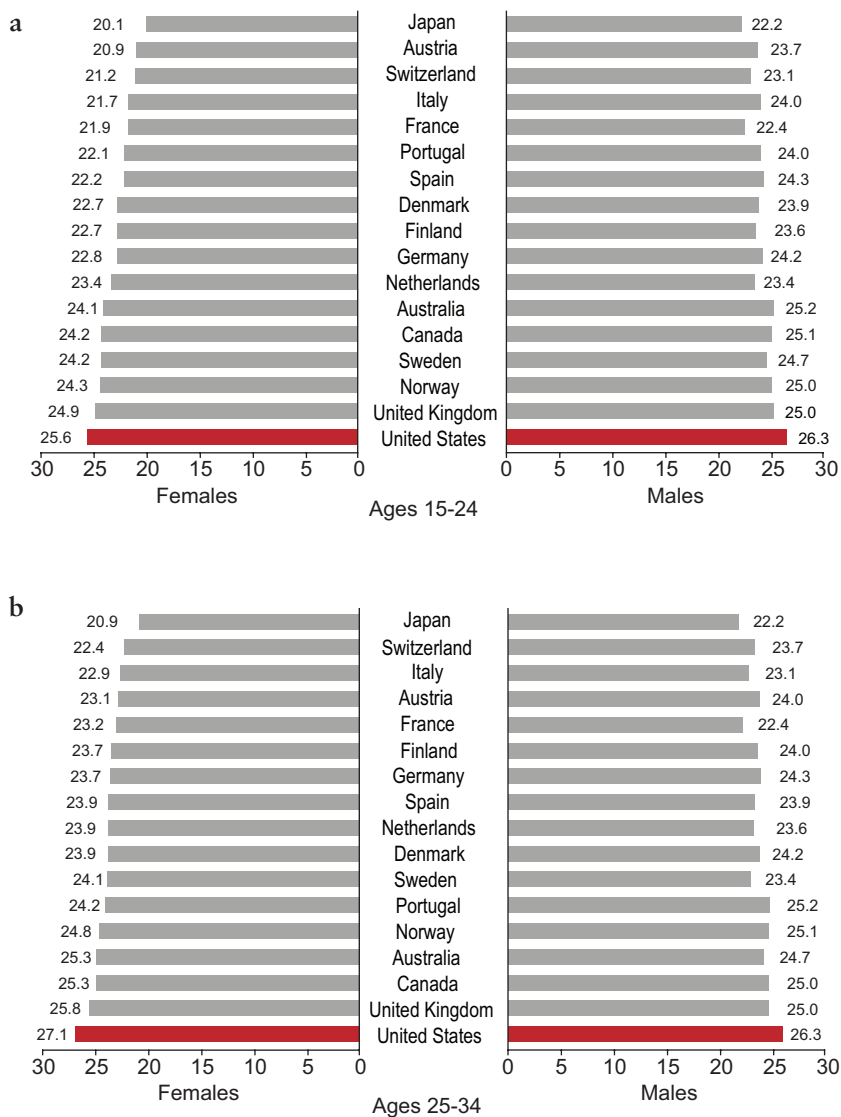 a
20.1 Japan 22.2
20.9 Austria 23.7
21.2 Switzerland 23.1
21.7 Italy 24.0
21.9 France 22.4
22.1 Portugal 24.0
22.2 Spain 24.3
22.7 Denmark 23.9
22.7 Finland 23.6
22.8 Germany 24.2
23.4 Netherlands 23.4
24.1 Australia 25.2
24.2 Canada 25.1
24.2 Sweden 24.7
24.3 Norway 25.0
24.9 United Kingdom 25.0
25.6 United States 26.3
30 25 20 15 10 5 0 0 5 10 15 20 25 30
Females Males
Ages 15-24
b
20.9 Japan 22.2
22.4 Switzerland 23.7
22.9 Italy 23.1
23.1 Austria 24.0
23.2 France 22.4
23.7 Finland 24.0
23.7 Germany 24.3
23.9 Spain 23.9
23.9 Netherlands 23.6
23.9 Denmark 24.2
24.1 Sweden 23.4
24.2 Portugal 25.2
24.8 Norway 25.1
25.3 Australia 24.7
25.3 Canada 25.0
25.8 United Kingdom 25.0
27.1 United States 26.3
30 25 20 15 10 5 0 0 5 10 15 20 25 30
Females Males
Ages 25-34